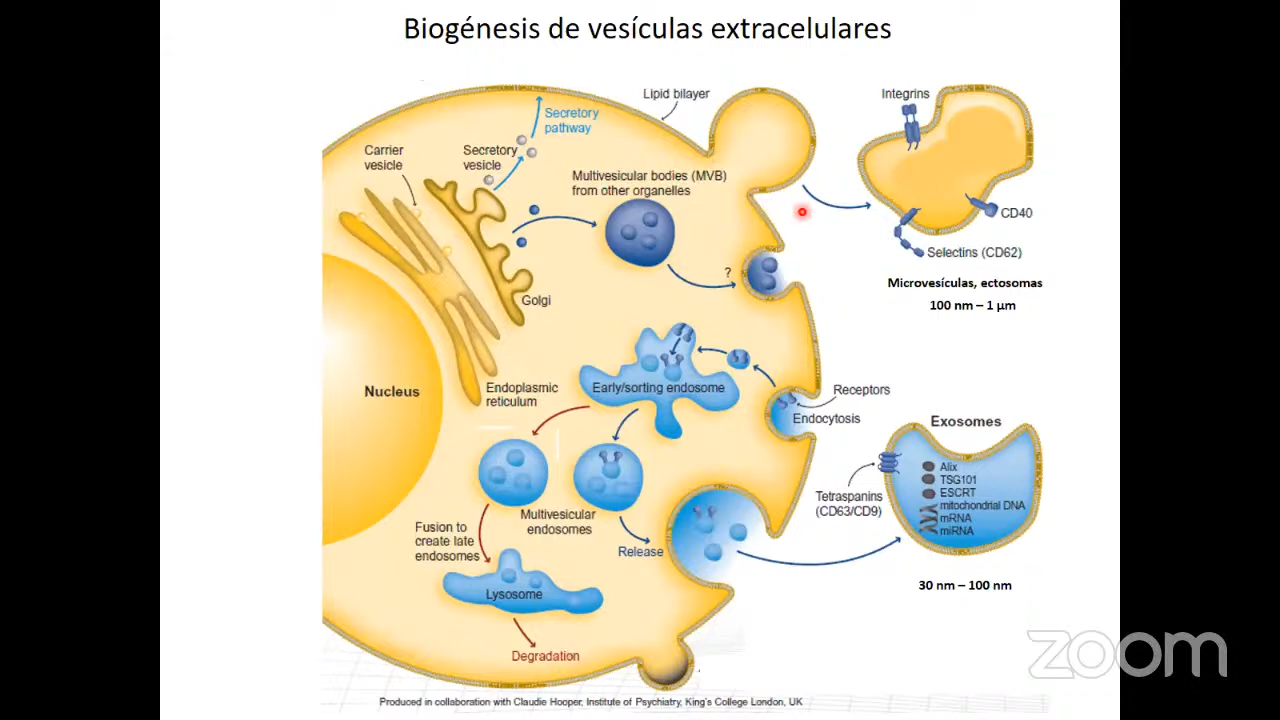 Biogénesis de vesículas extracelulares
Lipid bilayer
Integrins
Secretory
pathway
Carrier
vesicle
Secretory
vesicle
Multivesicular bodies (MVB)
from other organelles
CD40
Selectins (CD62)
?
Microvesículas, ectosomas
100 nm – 1 µm
Golgi
Nucleus
Endoplasmic
reticulum
Early/sorting endosome
Receptors
Endocytosis
Exosomes
Alix
TSG101
ESCRT
mitochondrial DNA
mRNA
miRNA
Tetraspanins
(CD63/CD9)
Multivesicular
endosomes
Fusion to
create late
endosomes
Release
Lysosome
30 nm – 100 nm
Degradation
zoom
Produced in collaboration with Claudie Hooper, Institute of Psychiatry, King's College London, UK